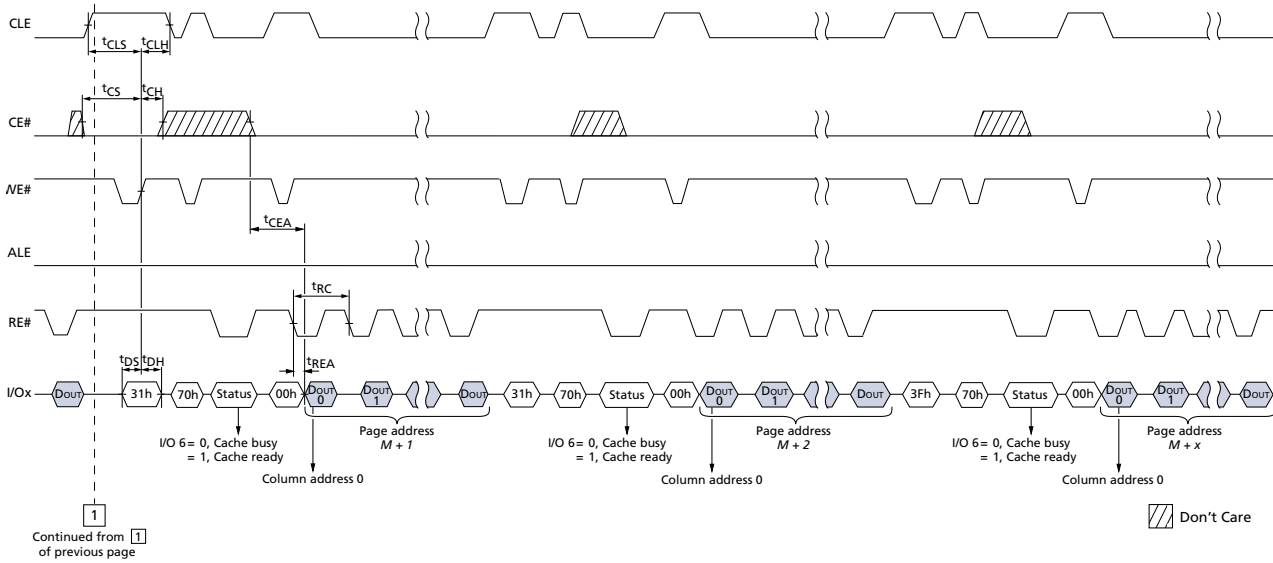 CLE
tCLS tCLH
tCS tCH
CE#
WE#
tCEA
ALE
tRC
RE#
tDS tDH tREA
I/Ox DOUT 31h 70h Status 00h DOUT 0 DOUT 1 DOUT 31h 70h Status 00h DOUT 0 DOUT 1 DOUT 3Fh 70h Status 00h DOUT 0 DOUT 1 DOUT
Page address M + 1
Page address M + 2
Page address M + x
I/O 6 = 0, Cache busy
= 1, Cache ready
I/O 6 = 0, Cache busy
= 1, Cache ready
I/O 6 = 0, Cache busy
= 1, Cache ready
Column address 0
Column address 0
Column address 0
1
Continued from 1
of previous page
Don't Care